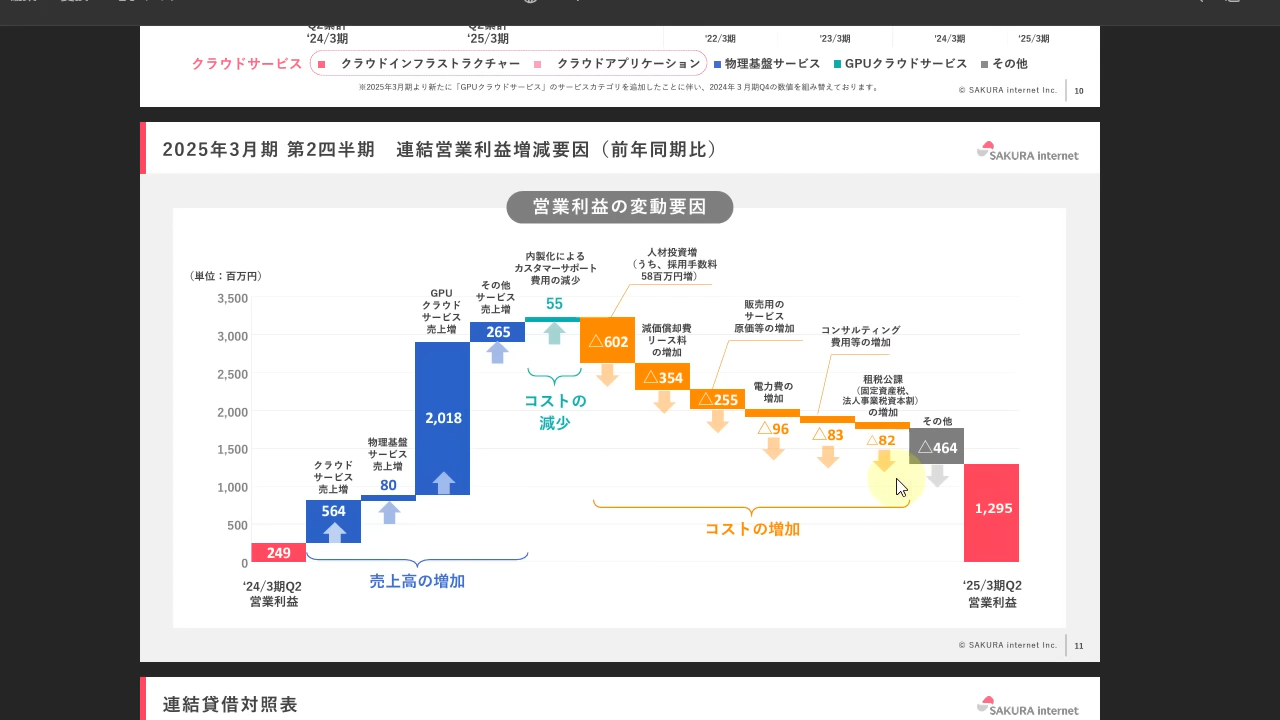 '24/3期
'25/3期
'22/3期
'23/3期
'24/3期
'25/3期
クラウドサービス
クラウドインフラストラクチャー
クラウドアプリケーション
物理基盤サービス
GPUクラウドサービス
その他
※2025年3月期より新たに「GPUクラウドサービス」のサービスカテゴリを追加したことに伴い、2024年3月期Q4の数値を組み替えております。
© SAKURA internet Inc.
10
2025年3月期 第2四半期　連結営業利益増減要因（前年同期比）
SAKURA internet
営業利益の変動要因
（単位：百万円）
3,500
3,000
2,500
2,000
1,500
1,000
500
0
249
'24/3期Q2
営業利益
クラウド
サービス
売上増
564
物理基盤
サービス
売上増
80
GPU
クラウド
サービス
売上増
2,018
その他
サービス
売上増
265
売上高の増加
内製化による
カスタマーサポート
費用の減少
55
コストの
減少
人材投資増
（うち、採用手数料
58百万円増）
△602
減価償却費
リース料
の増加
△354
販売用の
サービス
原価等の増加
△255
電力費の
増加
△96
コンサルティング
費用等の増加
△83
租税公課
（固定資産税、
法人事業税資本割）
の増加
△82
その他
△464
コストの増加
1,295
'25/3期Q2
営業利益
© SAKURA internet Inc.
11
連結貸借対照表
SAKURA internet